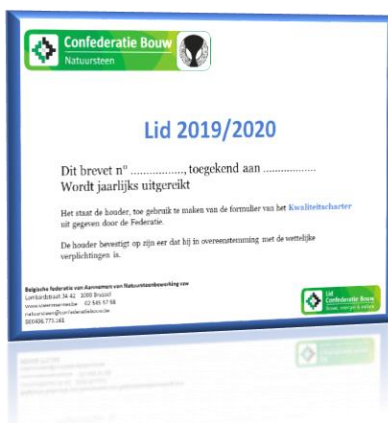 Confederatie Bouw
Natuursteen
Lid 2019/2020
Dit brevet n° .................., toegekend aan ..................
Wordt jaarlijks uitgereikt
Het staat de houder, toe gebruik te maken van de formulier van het Kwaliteitscharter
uit gegeven door de Federatie.
De houder bevestigt op zijn eer dat hij in overeenstemming met de wettelijke
verplichtingen is.
Belgische federatie van Aannemers van Natuursteenbewerking vzw
Lombardstraat 34-42 1000 Brussel
02 545 57 58
Lid
Confederatie Bouw